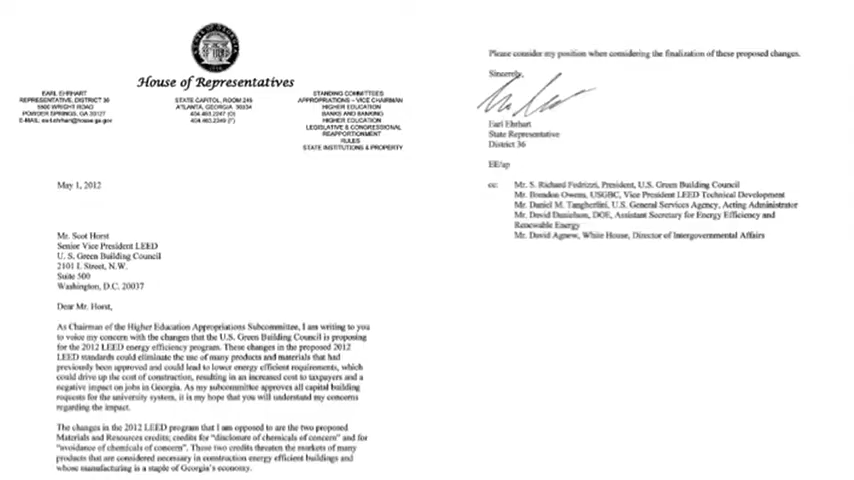 House of Representatives
EARL EHRHART
REPRESENTATIVE, DISTRICT 36
5900 WRIGHT ROAD
POWDER SPRINGS, GA 30127
E-MAIL: earl.ehrhart@house.ga.gov
STATE CAPITOL, ROOM 245
ATLANTA, GEORGIA 30334
404.463.2247 (O)
404.463.2249 (F)
STANDING COMMITTEES
APPROPRIATIONS – VICE CHAIRMAN
HIGHER EDUCATION
BANKS AND BANKING
HIGHER EDUCATION
LEGISLATIVE & CONGRESSIONAL
REAPPORTIONMENT
RULES
STATE INSTITUTIONS & PROPERTY
May 1, 2012
Mr. Scot Horst
Senior Vice President LEED
U. S. Green Building Council
2101 L Street, N.W.
Suite 500
Washington, D.C. 20037
Dear Mr. Horst,
As Chairman of the Higher Education Appropriations Subcommittee, I am writing to you
to voice my concern with the changes that the U.S. Green Building Council is proposing
for the 2012 LEED energy efficiency program. These changes in the proposed 2012
LEED standards could eliminate the use of many products and materials that had
previously been approved and could lead to lower energy efficient requirements, which
could drive up the cost of construction, resulting in an increased cost to taxpayers and a
negative impact on jobs in Georgia. As my subcommittee approves all capital building
requests for the university system, it is my hope that you will understand my concerns
regarding the impact.
The changes in the 2012 LEED program that I am opposed to are the two proposed
Materials and Resources credits; credits for "disclosure of chemicals of concern" and for
"avoidance of chemicals of concern". These two credits threaten the markets of many
products that are considered necessary in construction energy efficient buildings and
whose manufacturing is a staple of Georgia's economy.
Please consider my position when considering the finalization of these proposed changes.
Sincerely,
Earl Ehrhart
State Representative
District 36
EE/ap
cc: Mr. S. Richard Fedrizzi, President, U.S. Green Building Council
Mr. Brendan Owens, USGBC, Vice President LEED Technical Development
Mr. Daniel M. Tangherlini, U.S. General Services Agency, Acting Administrator
Mr. David Danielson, DOE, Assistant Secretary for Energy Efficiency and
Renewable Energy
Mr. David Agnew, White House, Director of Intergovernmental Affairs